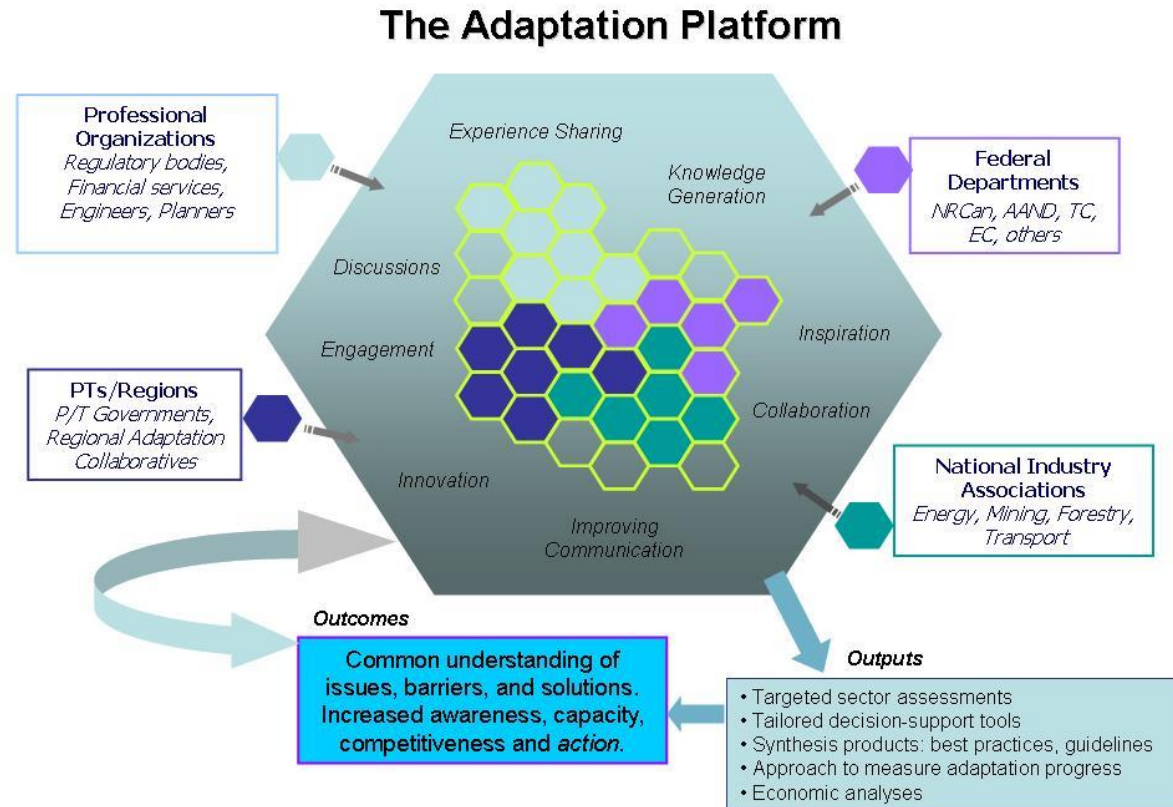 The Adaptation Platform
Professional
Organizations
Regulatory bodies,
Financial services,
Engineers, Planners
Experience Sharing
Knowledge
Generation
Federal
Departments
NRCan, AAND, TC,
EC, others
Discussions
Engagement
Inspiration
PTs/Regions
P/T Governments,
Regional Adaptation
Collaboratives
Collaboration
Innovation
National Industry
Associations
Energy, Mining, Forestry,
Transport
Improving
Communication
Outcomes
Common understanding of
issues, barriers, and solutions.
Increased awareness, capacity,
competitiveness and action.
Outputs
• Targeted sector assessments
• Tailored decision-support tools
• Synthesis products: best practices, guidelines
• Approach to measure adaptation progress
• Economic analyses